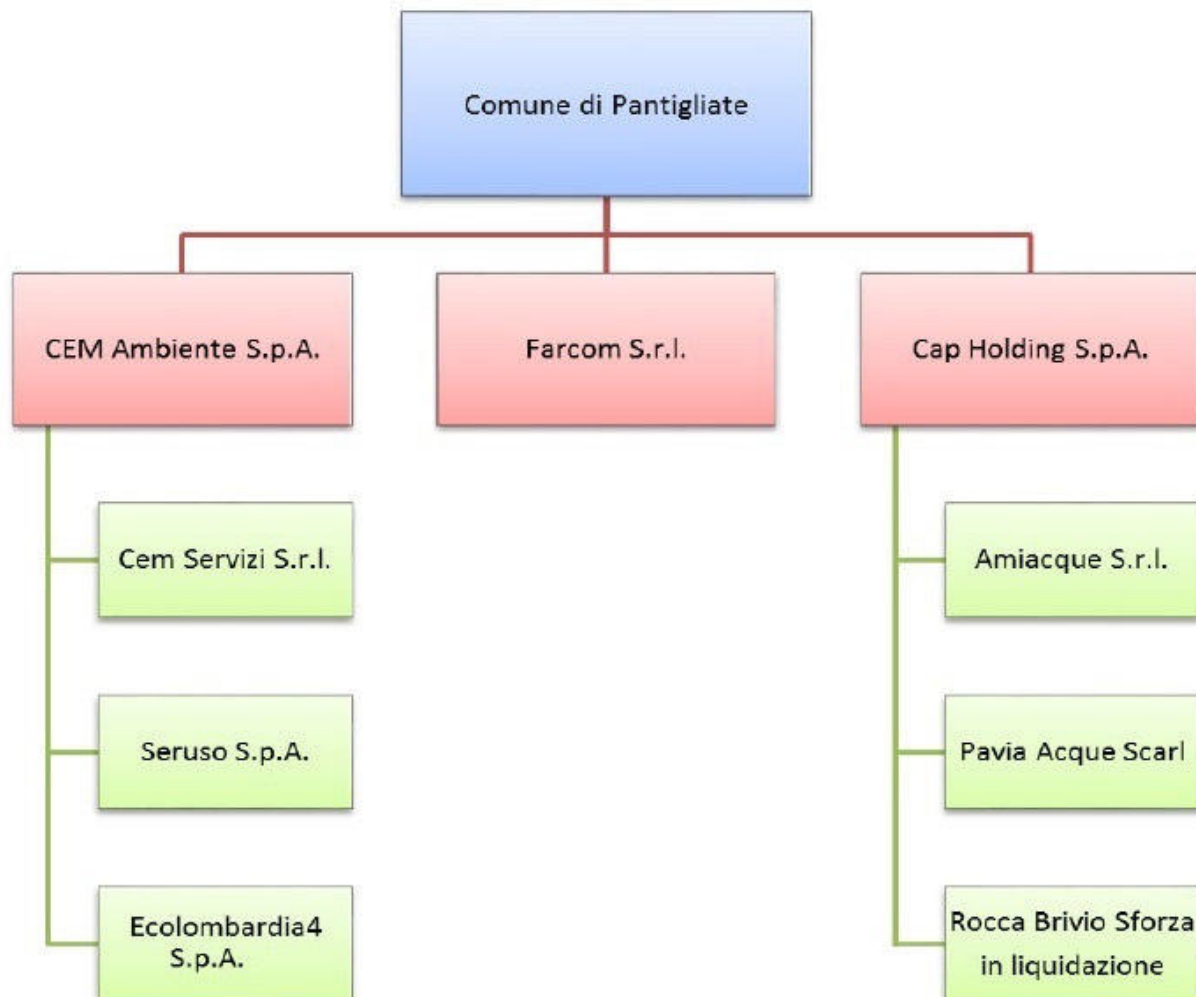 Comune di Pantigliate
CEM Ambiente S.p.A.
Farcom S.r.l.
Cap Holding S.p.A.
Cem Servizi S.r.l.
Amiacque S.r.l.
Seruso S.p.A.
Pavia Acque Scarl
Ecolombardia4
S.p.A.
Rocca Brivio Sforza
in liquidazione